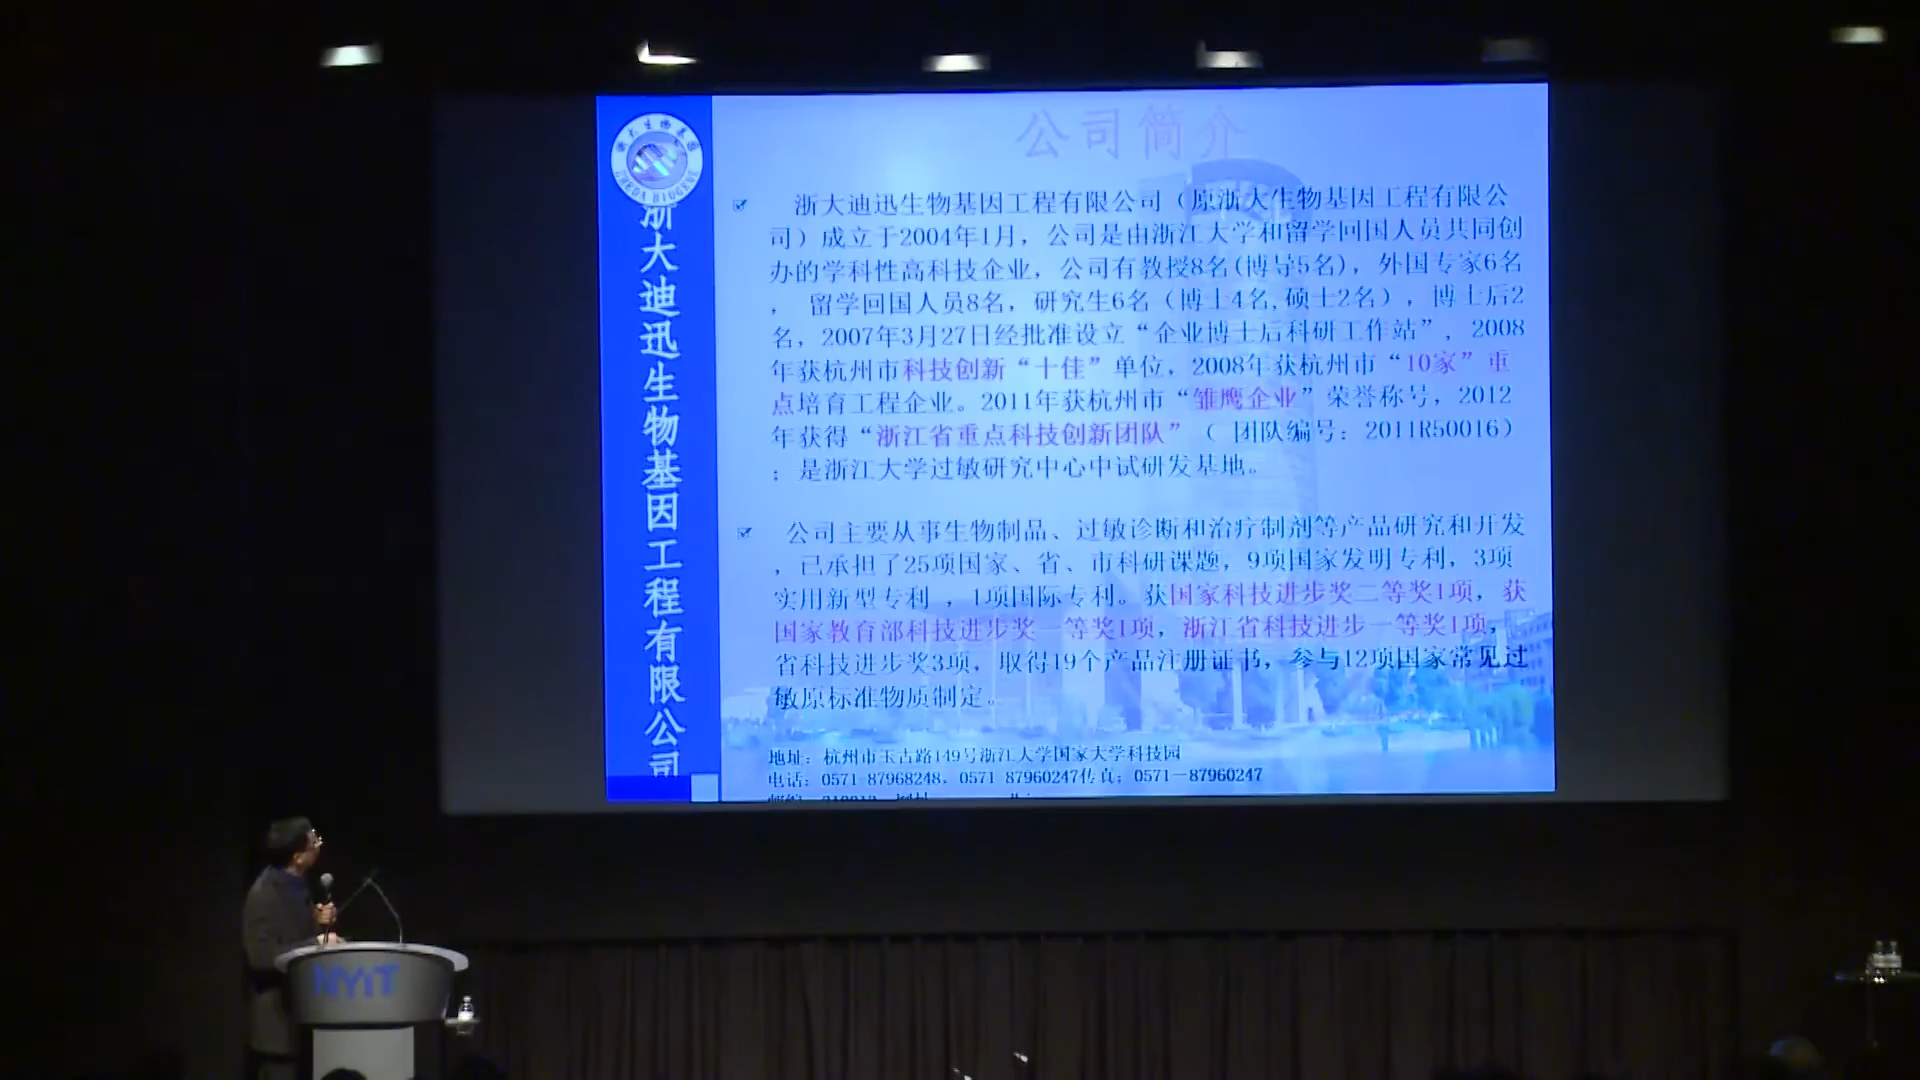 公司简介
浙大生物基因
ZHEDA BIOGENE
浙大迪迅生物基因工程有限公司
浙大迪迅生物基因工程有限公司（原浙大生物基因工程有限公
司）成立于2004年1月，公司是由浙江大学和留学回国人员共同创
办的学科性高科技企业，公司有教授8名(博导5名)，外国专家6名
， 留学回国人员8名，研究生6名（博士4名,硕士2名），博士后2
名，2007年3月27日经批准设立“企业博士后科研工作站”，2008
年获杭州市科技创新“十佳”单位，2008年获杭州市“10家”重
点培育工程企业。2011年获杭州市“雏鹰企业”荣誉称号，2012
年获得“浙江省重点科技创新团队”（ 团队编号：2011R50016）
；是浙江大学过敏研究中心中试研发基地。
公司主要从事生物制品、过敏诊断和治疗制剂等产品研究和开发
，已承担了25项国家、省、市科研课题，9项国家发明专利，3项
实用新型专利 ，1项国际专利。获国家科技进步奖二等奖1项，获
国家教育部科技进步奖一等奖1项，浙江省科技进步一等奖1项，
省科技进步奖3项，取得19个产品注册证书，参与12项国家常见过
敏原标准物质制定。
地址：杭州市玉古路149号浙江大学国家大学科技园
电话：0571 87968248，0571 87960247传真：0571—87960247
NYIT